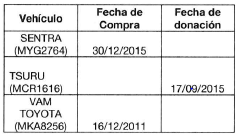 Vehículo
Fecha de Compra
Fecha de donación
SENTRA
(MYG2764)
30/12/2015
TSURU
(MCR1616)
17/09/2015
VAM
TOYOTA
(MKA8256)
16/12/2011